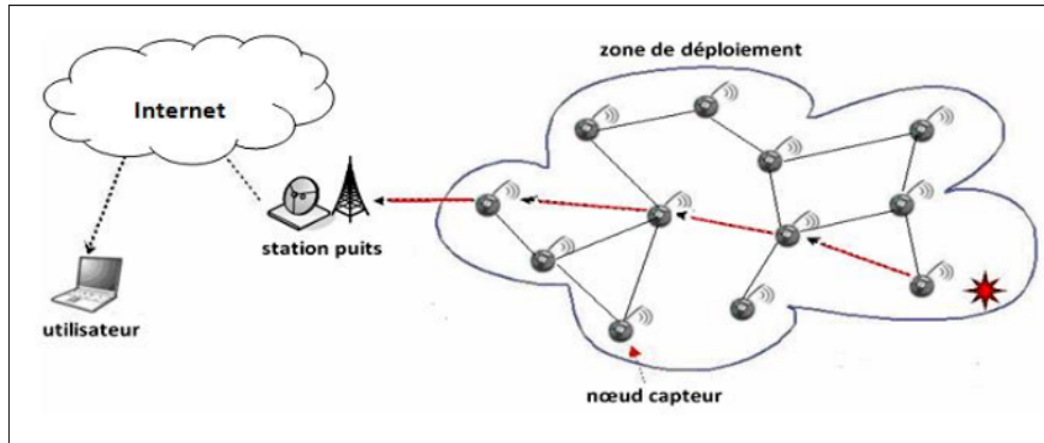 zone de déploiement
Internet
station puits
utilisateur
nœud capteur